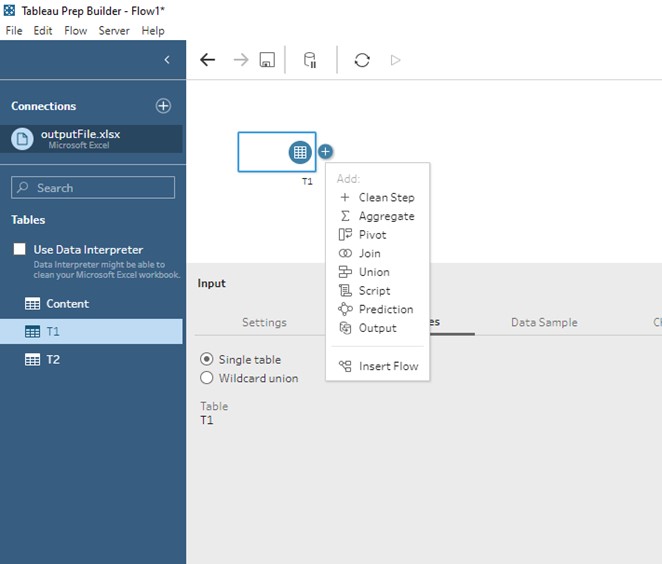 Tableau Prep Builder - Flow1*
File Edit Flow Server Help
Connections
outputFile.xlsx
Microsoft Excel
Search
Tables
Use Data Interpreter
Data Interpreter might be able to
clean your Microsoft Excel workbook.
Content
T1
T2
T1
Add:
Clean Step
Aggregate
Pivot
Join
Union
Script
Prediction
Output
Insert Flow
Input
Settings
Data Sample
Single table
Wildcard union
Table
T1